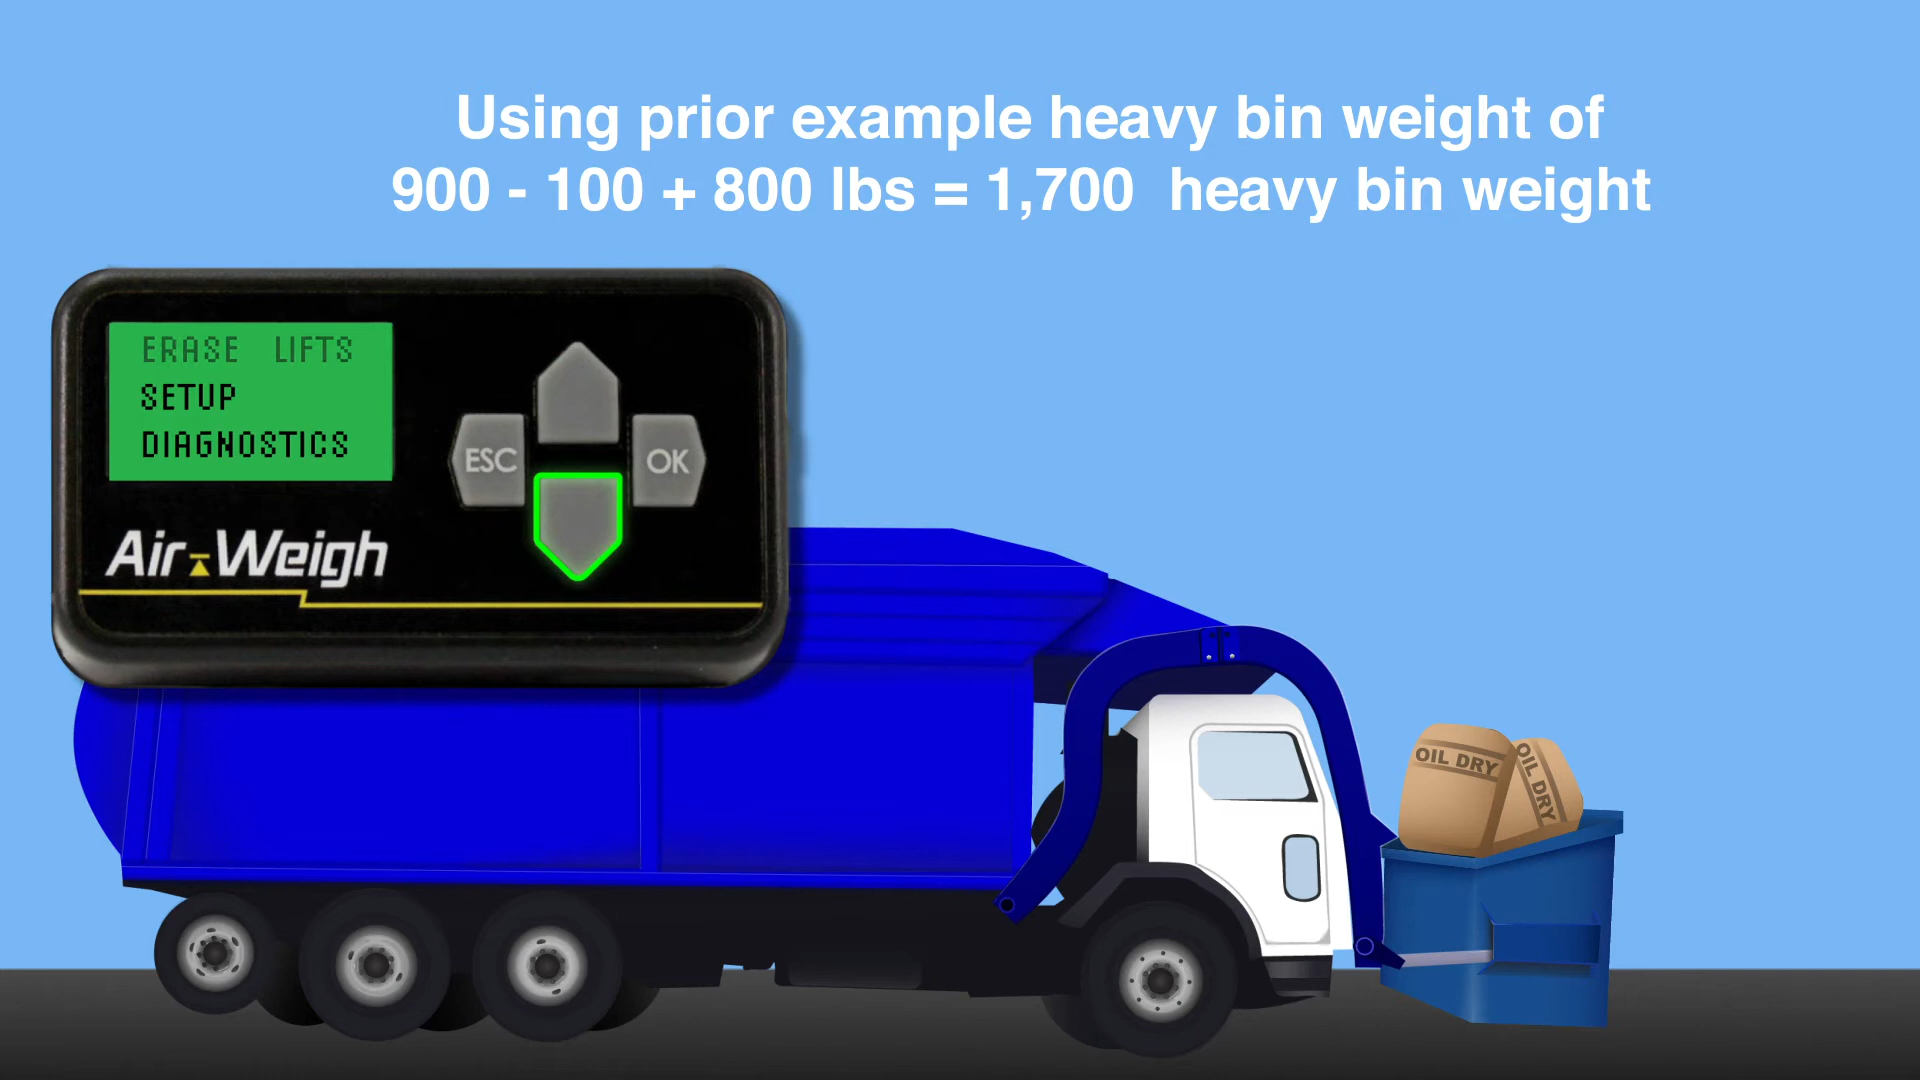 Using prior example heavy bin weight of
900 - 100 + 800 lbs = 1,700 heavy bin weight
ERASE LIFTS
SETUP
DIAGNOSTICS
ESC
OK
Air-Weigh
OIL DRY
OIL DRY